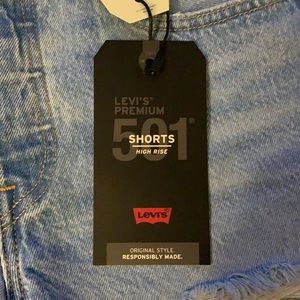 LEVI'S®
PREMIUM
501®
SHORTS
HIGH RISE
Levi's
ORIGINAL STYLE.
RESPONSIBLY MADE.